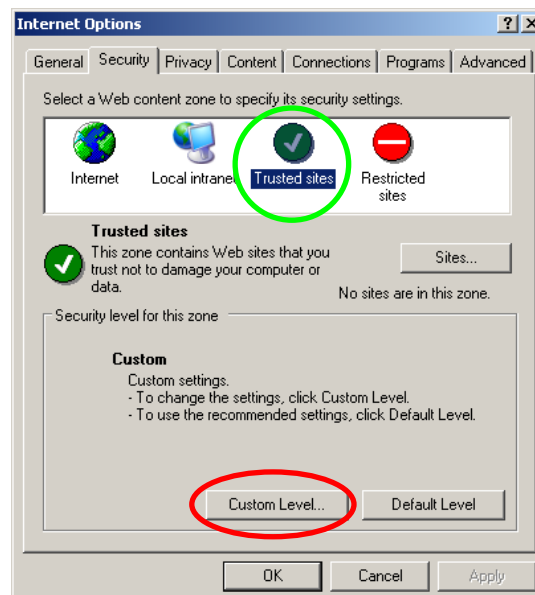 Internet Options
General Security Privacy Content Connections Programs Advanced
Select a Web content zone to specify its security settings.
Internet Local intranet Trusted sites Restricted sites
Trusted sites
This zone contains Web sites that you
trust not to damage your computer or
data.
Sites...
No sites are in this zone.
Security level for this zone
Custom
Custom settings.
- To change the settings, click Custom Level.
- To use the recommended settings, click Default Level.
Custom Level... Default Level
OK Cancel Apply